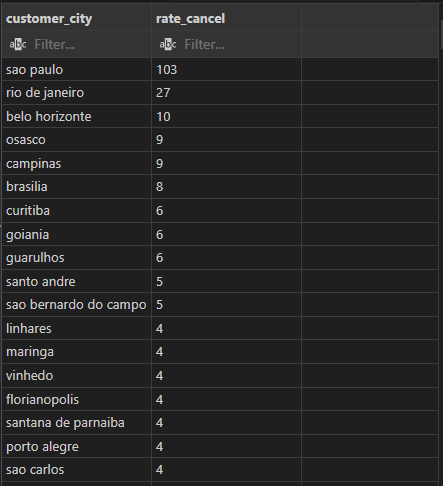 customer_city rate_cancel
abc Filter... abc Filter...
sao paulo 103
rio de janeiro 27
belo horizonte 10
osasco 9
campinas 9
brasilia 8
curitiba 6
goiania 6
guarulhos 6
santo andre 5
sao bernardo do campo 5
linhares 4
maringa 4
vinhedo 4
florianopolis 4
santana de parnaiba 4
porto alegre 4
sao carlos 4